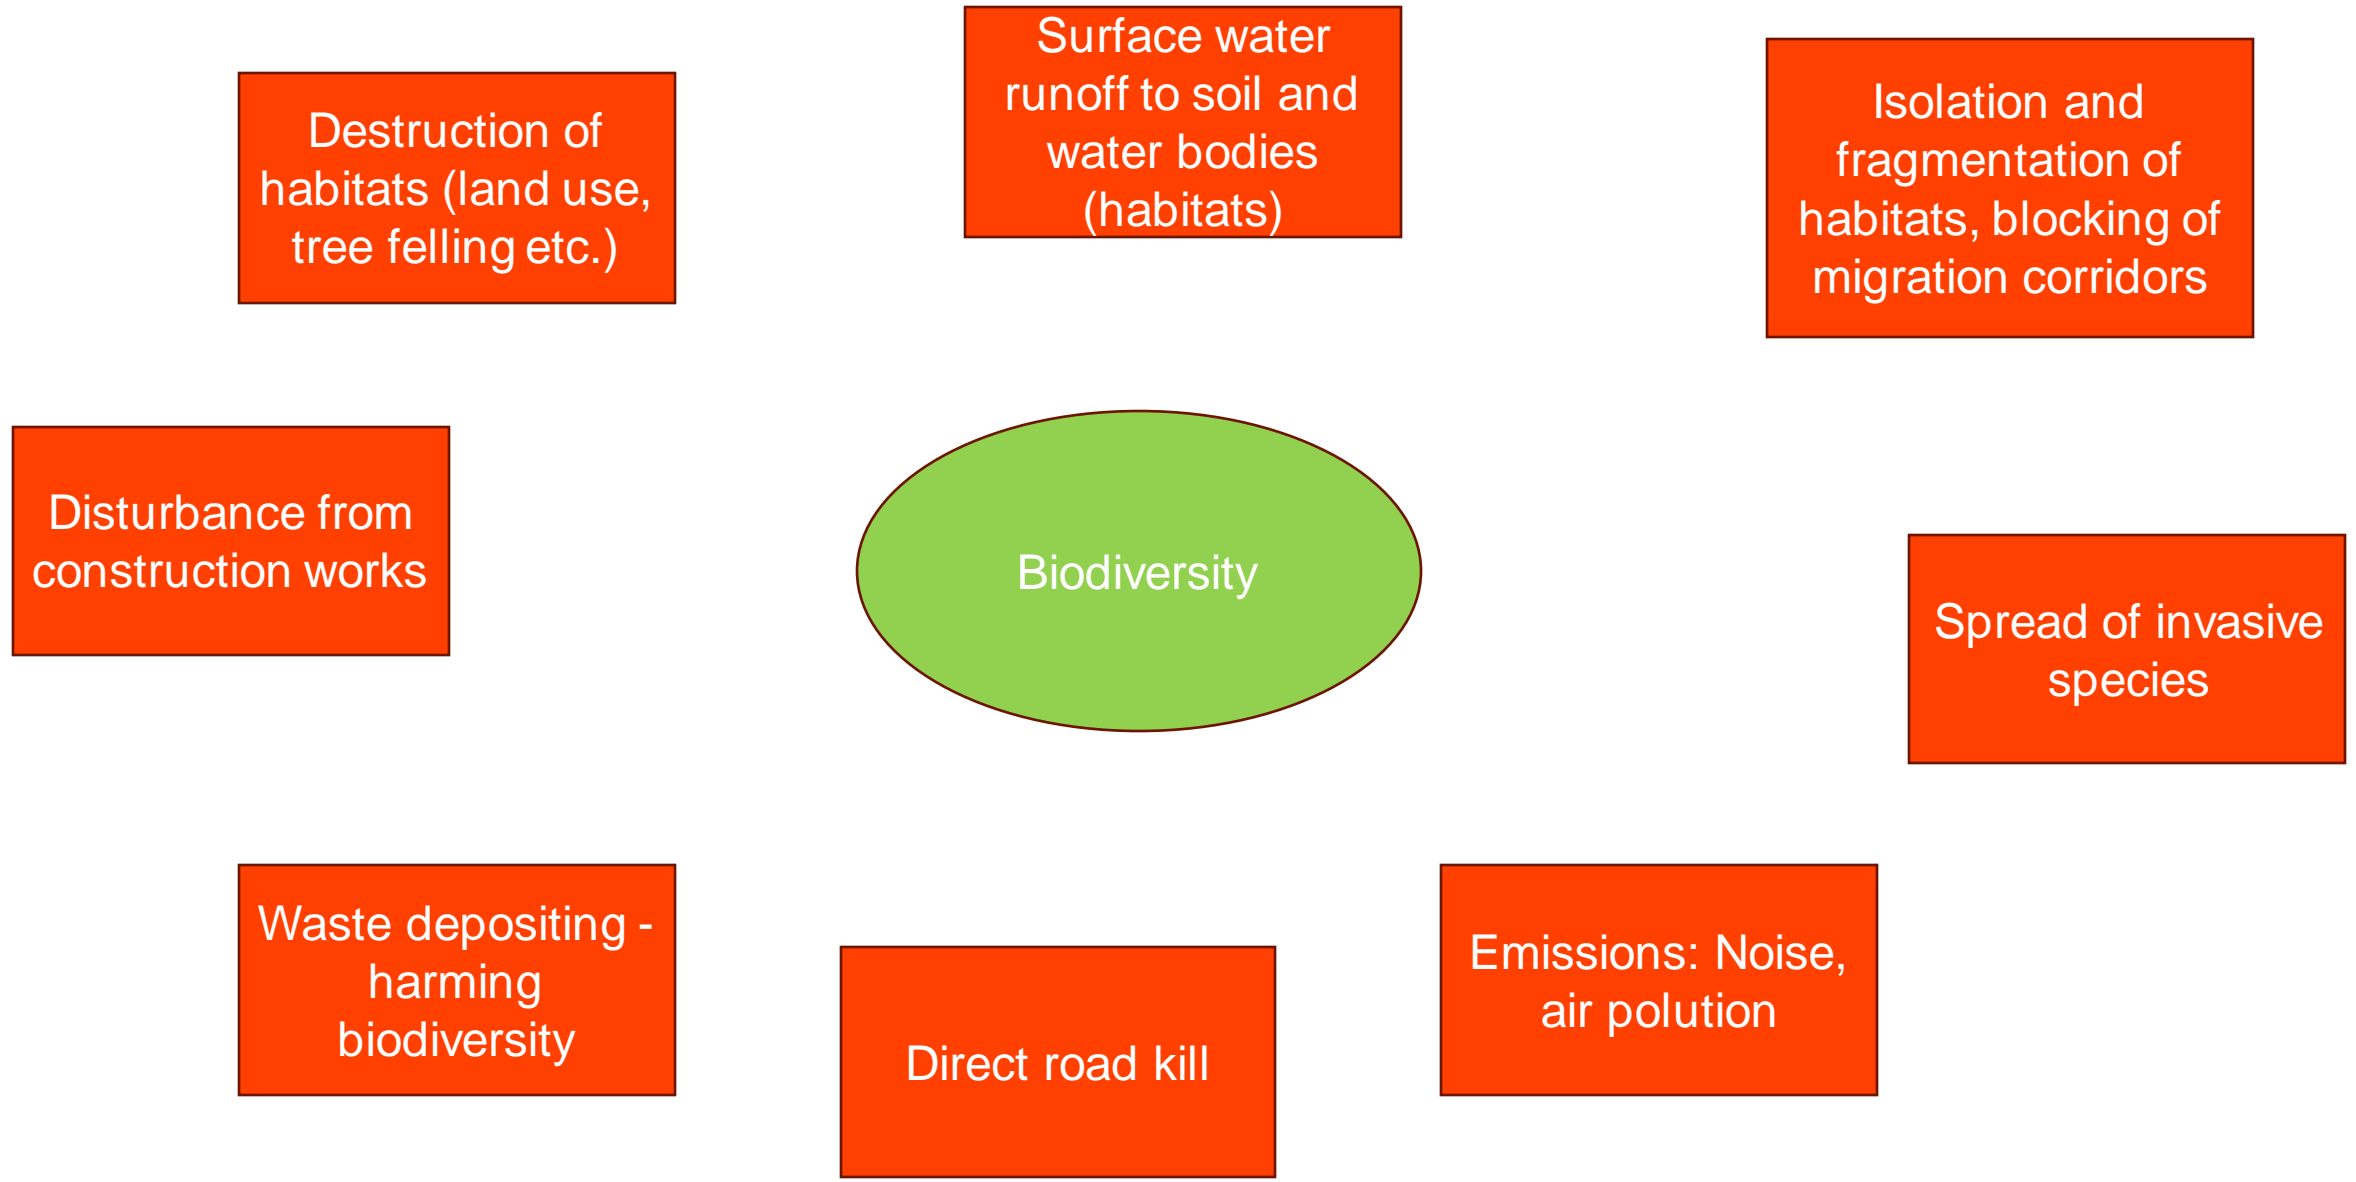 Surface water
runoff to soil and
water bodies
(habitats)
Destruction of
habitats (land use,
tree felling etc.)
Isolation and
fragmentation of
habitats, blocking of
migration corridors
Disturbance from
construction works
Biodiversity
Spread of invasive
species
Waste depositing -
harming
biodiversity
Direct road kill
Emissions: Noise,
air polution